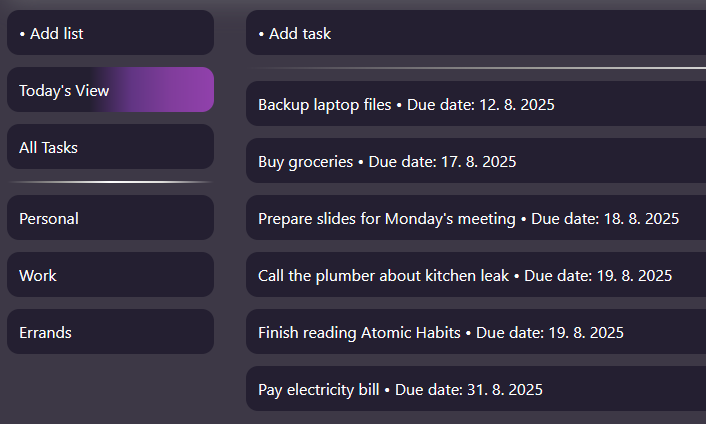 • Add list
Today's View
All Tasks
Personal
Work
Errands
• Add task
Backup laptop files • Due date: 12. 8. 2025
Buy groceries • Due date: 17. 8. 2025
Prepare slides for Monday's meeting • Due date: 18. 8. 2025
Call the plumber about kitchen leak • Due date: 19. 8. 2025
Finish reading Atomic Habits • Due date: 19. 8. 2025
Pay electricity bill • Due date: 31. 8. 2025